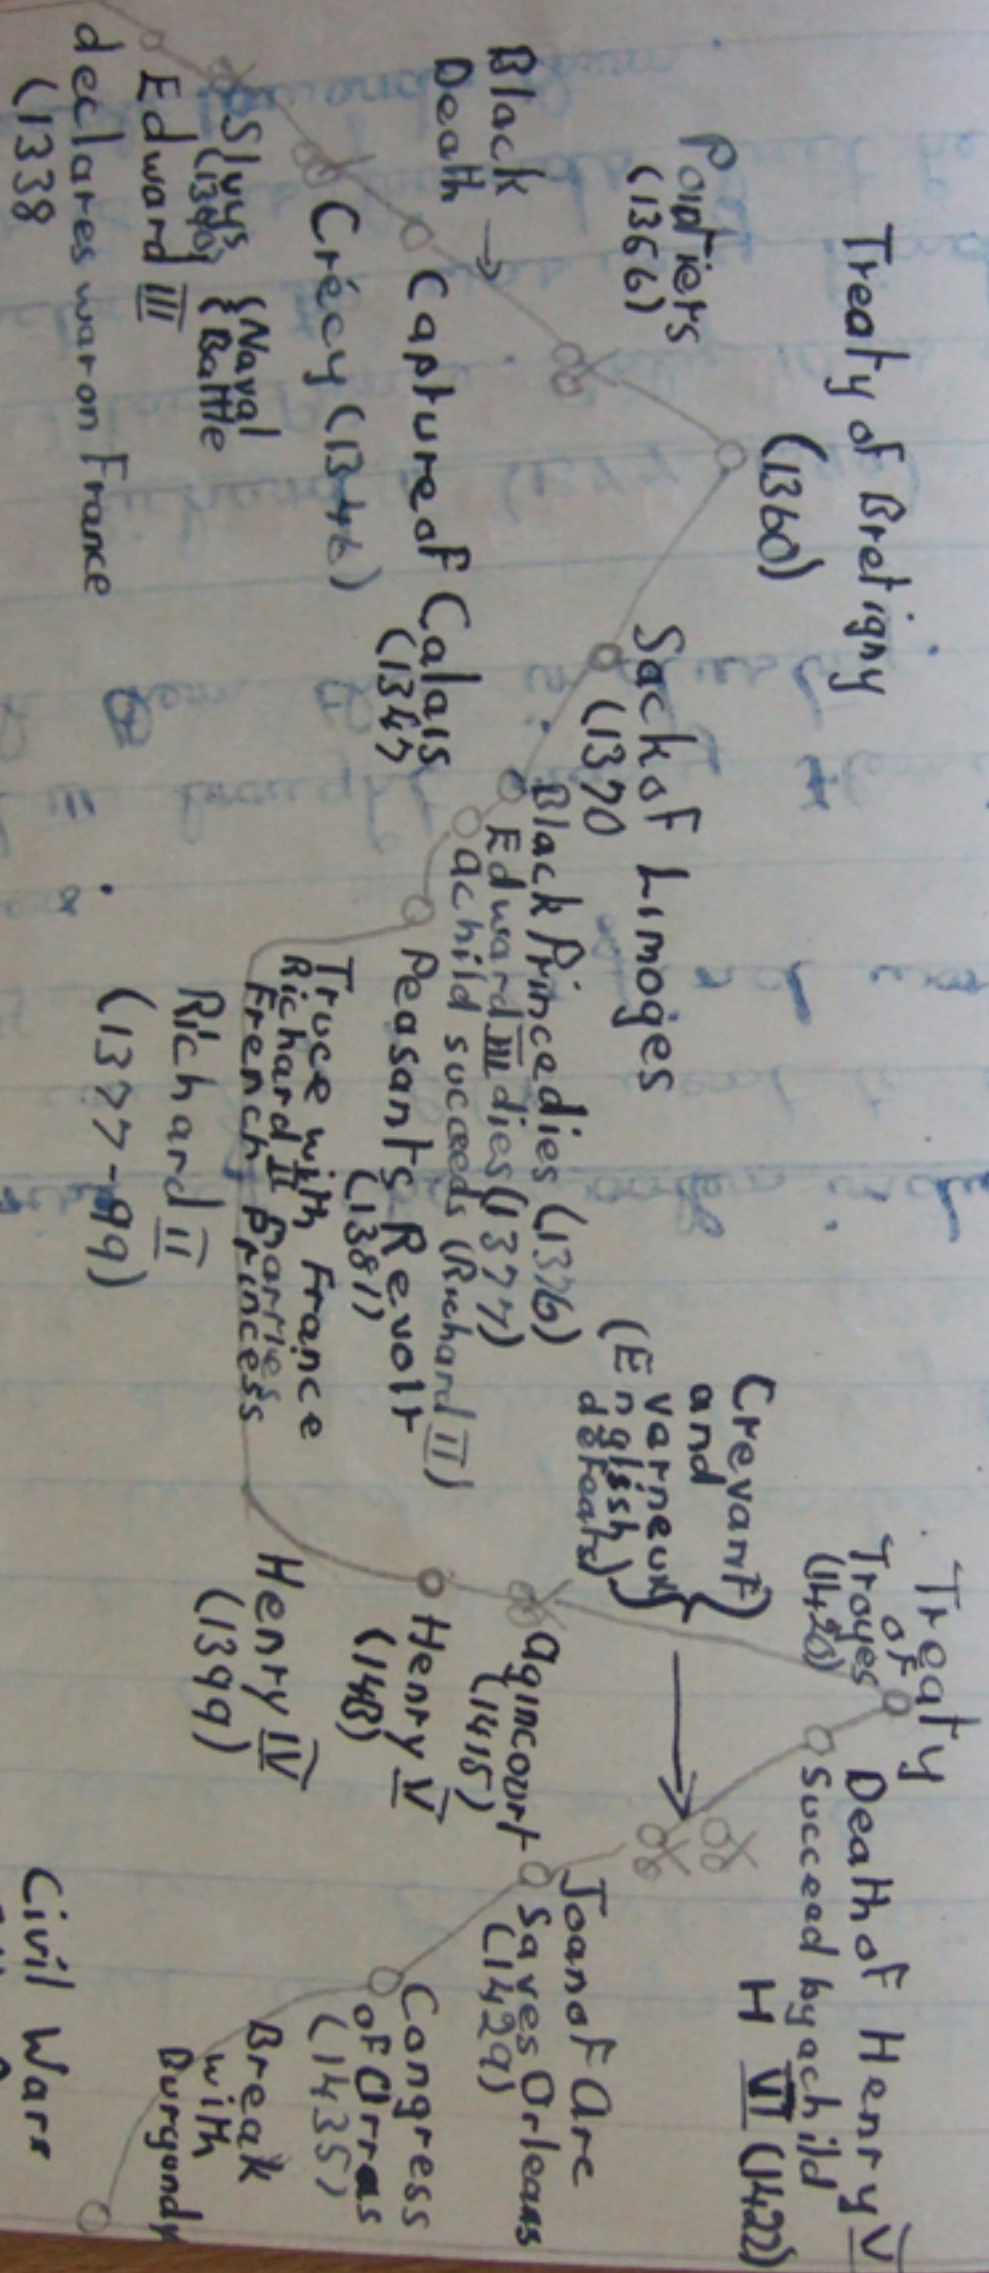 Edward III
declares war on France
(1338
Sluys
(1340)
{Naval
{Battle
Crécy (1346)
Capture of Calais
(1347
Black
Death →
Poiptiers
(1366)
Treaty of Bretigny
(1360)
Sack of Limoges
(1370
Black Prince dies (1376)
Edward III dies (1377)
a child succeeds (Richard II)
Peasants Revolt
(1381)
Truce with France
Richard II marries
French princess
Richard II
(1377-99)
Henry IV
(1399)
Henry V
(1413)
agincourt
(1415)
Treaty
of
Troyes
(1420)
Death of Henry V
succeed by a child
H VI (1422)
Crevant
and
Varneuk
(English
defeats)
Joan of Arc
Saves Orleans
(1429)
Congress
of Arras
(1435)
Break
with
Burgundy
Civil Wars